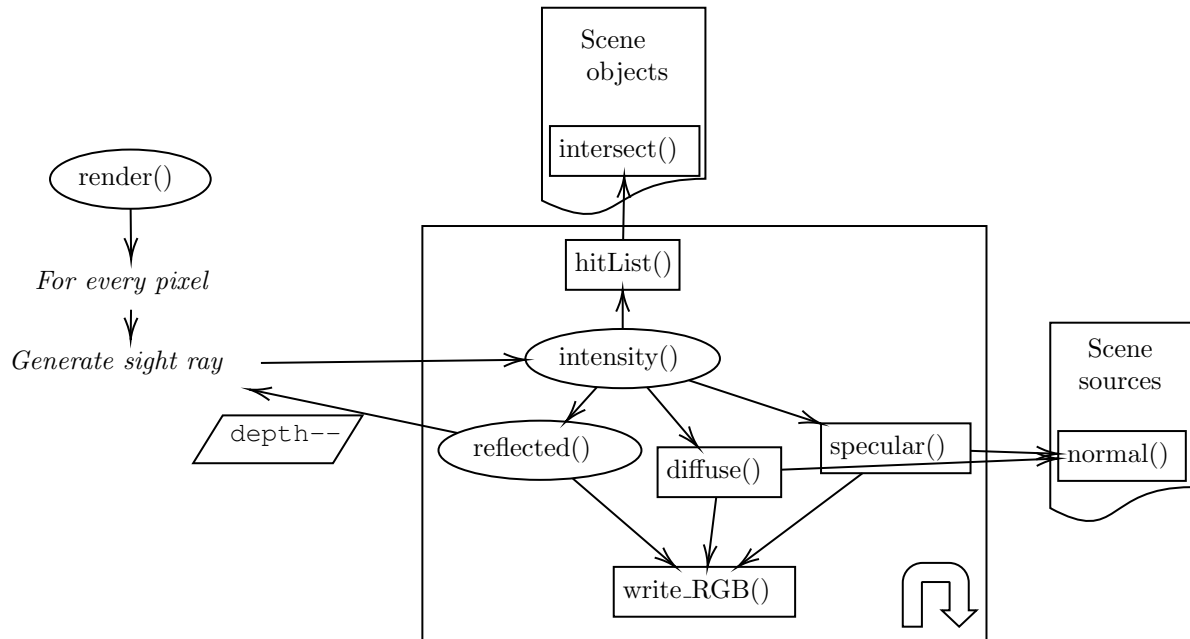 Scene
objects
intersect()
render()
hitList()
For every pixel
Generate sight ray
intensity()
Scene
sources
depth--
reflected()
diffuse()
specular()
normal()
write_RGB()